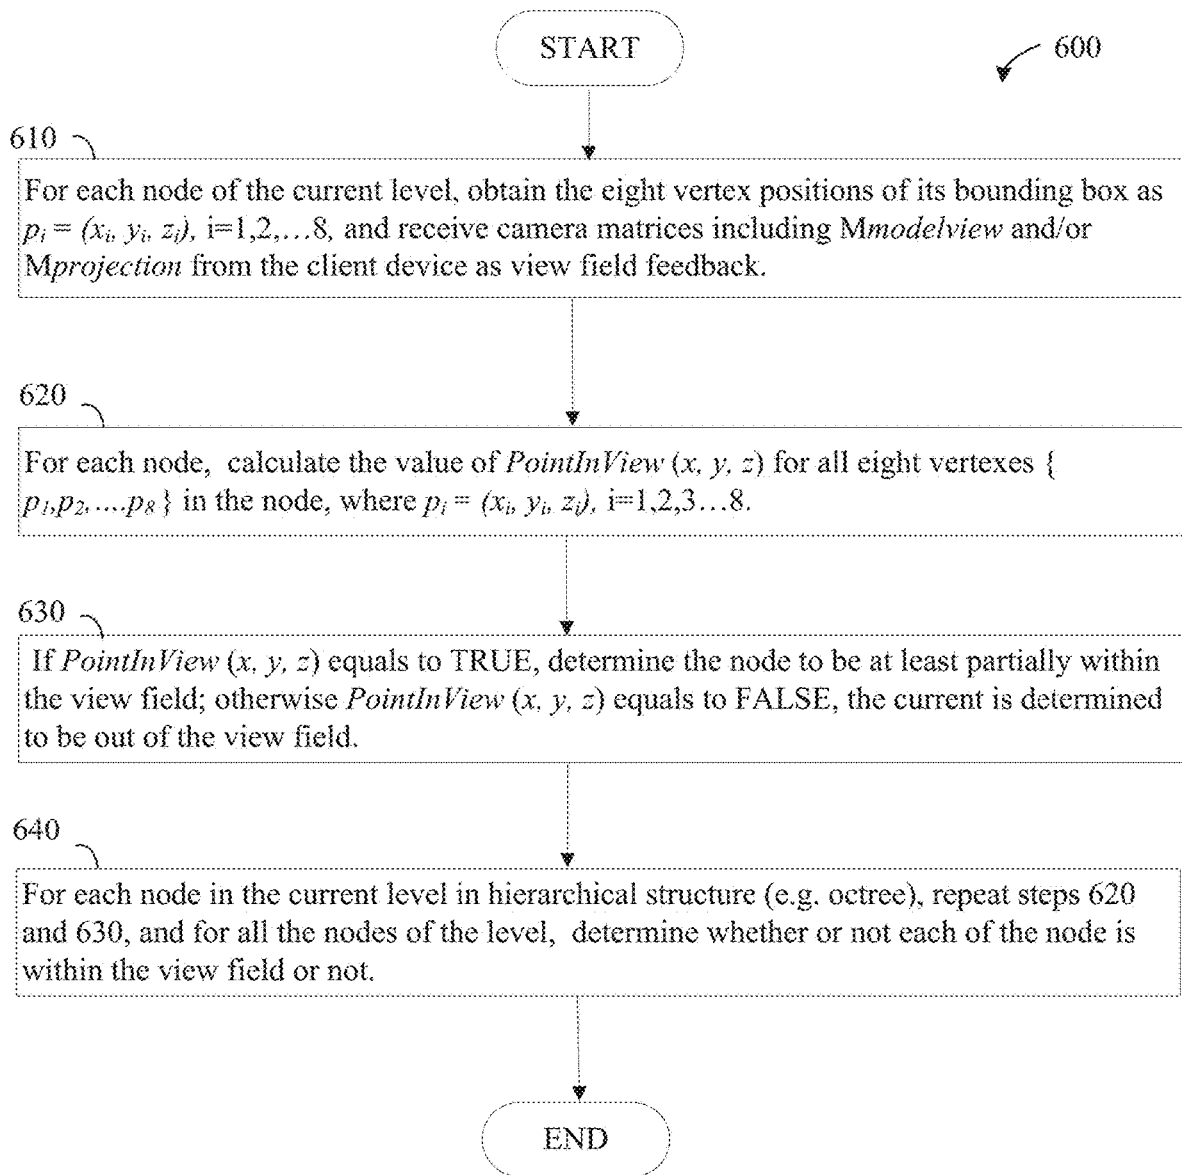 START
600
610
For each node of the current level, obtain the eight vertex positions of its bounding box as
pᵢ = (xᵢ, yᵢ, zᵢ), i=1,2,…8, and receive camera matrices including Mmodelview and/or
Mprojection from the client device as view field feedback.
620
For each node, calculate the value of PointInView (x, y, z) for all eight vertexes {
p₁,p₂,....p₈ } in the node, where pᵢ = (xᵢ, yᵢ, zᵢ), i=1,2,3…8.
630
If PointInView (x, y, z) equals to TRUE, determine the node to be at least partially within
the view field; otherwise PointInView (x, y, z) equals to FALSE, the current is determined
to be out of the view field.
640
For each node in the current level in hierarchical structure (e.g. octree), repeat steps 620
and 630, and for all the nodes of the level, determine whether or not each of the node is
within the view field or not.
END